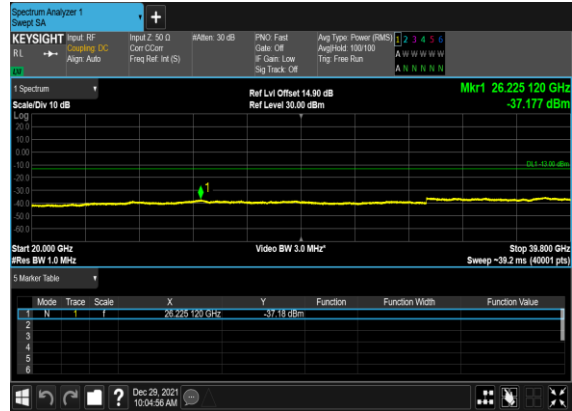 Spectrum Analyzer 1
Swept SA
+
KEYSIGHT Input: RF Input Z: 50 Ω #Atten: 30 dB PNO: Fast Avg Type: Power (RMS) 1 2 3 4 5 6
RL Coupling: DC Corr CCorr Gate: Off Avg|Hold: 100/100 A W W W W W
Align: Auto Freq Ref: Int (S) IF Gain: Low Trig: Free Run
Sig Track: Off A N N N N N
1 Spectrum Ref Lvl Offset 14.90 dB Mkr1 26.225 120 GHz
Scale/Div 10 dB Ref Level 30.00 dBm -37.177 dBm
Log
20.0
10.0
0.00
-10.0 DL1 -13.00 dBm
-20.0
-30.0 1
-40.0
-50.0
-60.0
Start 20.000 GHz Video BW 3.0 MHz* Stop 39.800 GHz
#Res BW 1.0 MHz Sweep ~39.2 ms (40001 pts)
5 Marker Table
Mode Trace Scale X Y Function Function Width Function Value
1 N 1 f 26.225 120 GHz -37.18 dBm
2
3
4
5
6
? Dec 29, 2021
10:04:56 AM